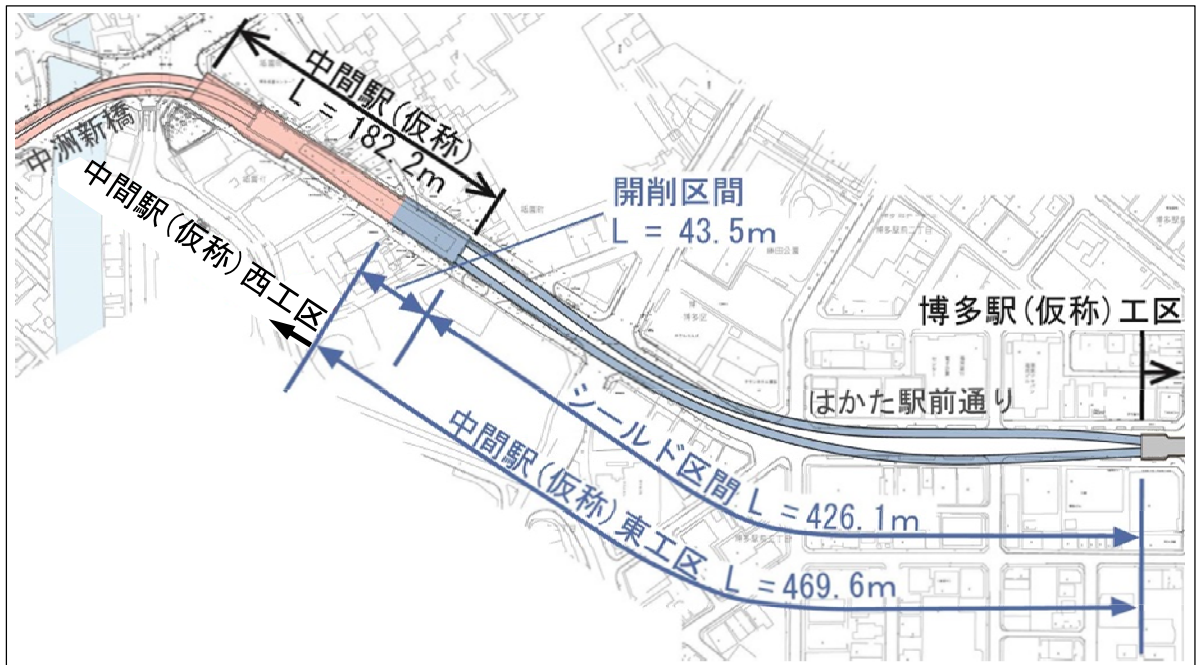 中間駅(仮称)
L = 182.2m
中洲新橋
中間駅(仮称)西工区
開削区間
L = 43.5m
博多駅(仮称)工区
はかた駅前通り
シールド区間 L =426.1m
中間駅(仮称)東工区 L =469.6m